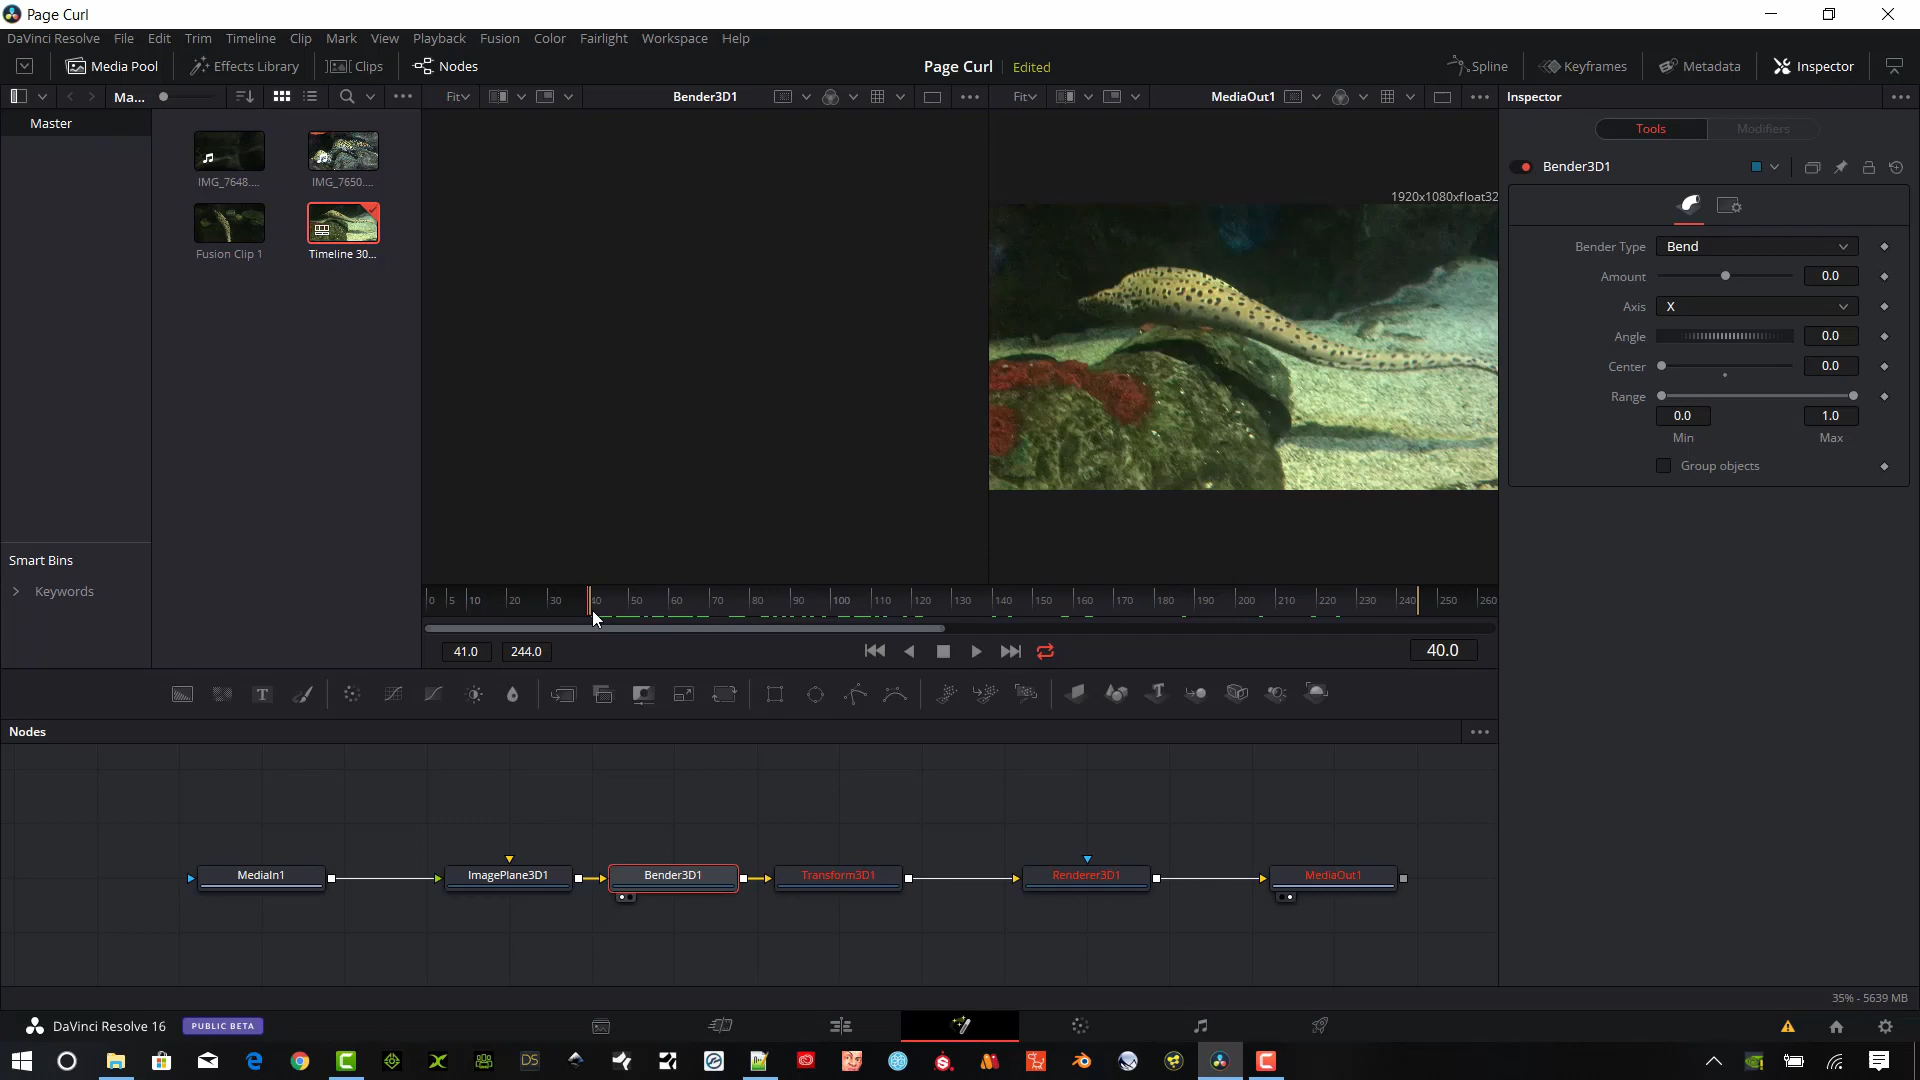 Page Curl
DaVinci Resolve File Edit Trim Timeline Clip Mark View Playback Fusion Color Fairlight Workspace Help
Media Pool Effects Library Clips Nodes Page Curl Edited Spline Keyframes Metadata Inspector
Ma... Fit Bender3D1 Fit MediaOut1 Inspector
Master
Tools Modifiers
Bender3D1
IMG_7648.... IMG_7650....
1920x1080xfloat32
Fusion Clip 1 Timeline 30...
Bender Type Bend
Amount 0.0
Axis X
Angle 0.0
Center 0.0
Range
0.0 1.0
Min Max
Group objects
Smart Bins
Keywords
0 5 10 20 30 40 50 60 70 80 90 100 110 120 130 140 150 160 170 180 190 200 210 220 230 240 250 260
41.0 244.0 40.0
T T
Nodes
MediaIn1 ImagePlane3D1 Bender3D1 Transform3D1 Renderer3D1 MediaOut1
35% - 5639 MB
DaVinci Resolve 16 PUBLIC BETA
DS